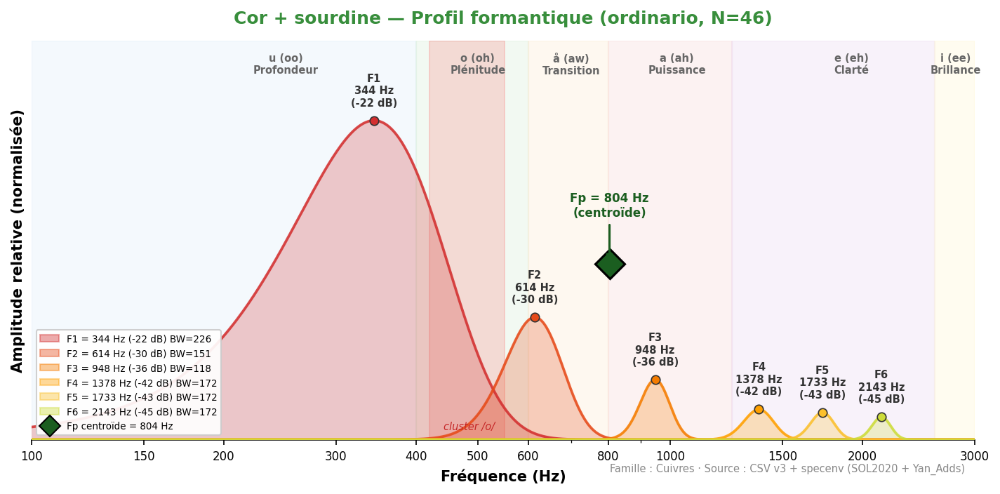 Cor + sourdine — Profil formantique (ordinario, N=46)
u (oo)
Profondeur
o (oh)
Plénitude
å (aw)
Transition
a (ah)
Puissance
e (eh)
Clarté
i (ee)
Brillance
F1
344 Hz
(-22 dB)
Fp = 804 Hz
(centroïde)
F2
614 Hz
(-30 dB)
F3
948 Hz
(-36 dB)
F4
1378 Hz
(-42 dB)
F5
1733 Hz
(-43 dB)
F6
2143 Hz
(-45 dB)
F1 = 344 Hz (-22 dB) BW=226
F2 = 614 Hz (-30 dB) BW=151
F3 = 948 Hz (-36 dB) BW=118
F4 = 1378 Hz (-42 dB) BW=172
F5 = 1733 Hz (-43 dB) BW=172
F6 = 2143 Hz (-45 dB) BW=172
Fp centroïde = 804 Hz
cluster /o/
Amplitude relative (normalisée)
100 150 200 300 400 500 600 800 1000 1500 2000 3000
Fréquence (Hz)
Famille : Cuivres · Source : CSV v3 + specenv (SOL2020 + Yan_Adds)